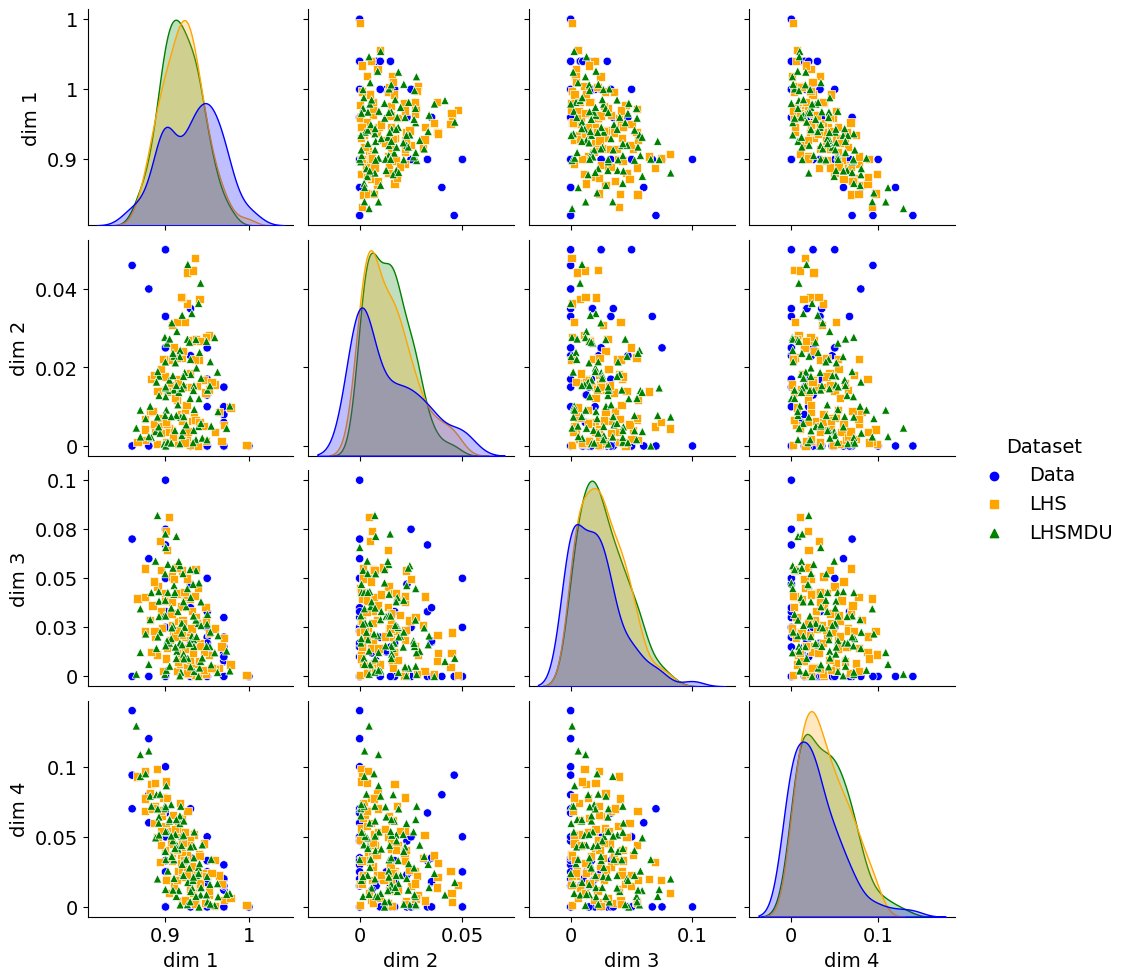 1
1
0.9
dim 1
0.04
0.02
0
dim 2
Dataset
Data
LHS
LHSMDU
0.1
0.08
0.05
0.03
0
dim 3
0.1
0.05
0
dim 4
0.9 1 0 0.05 0 0.1 0 0.1
dim 1 dim 2 dim 3 dim 4